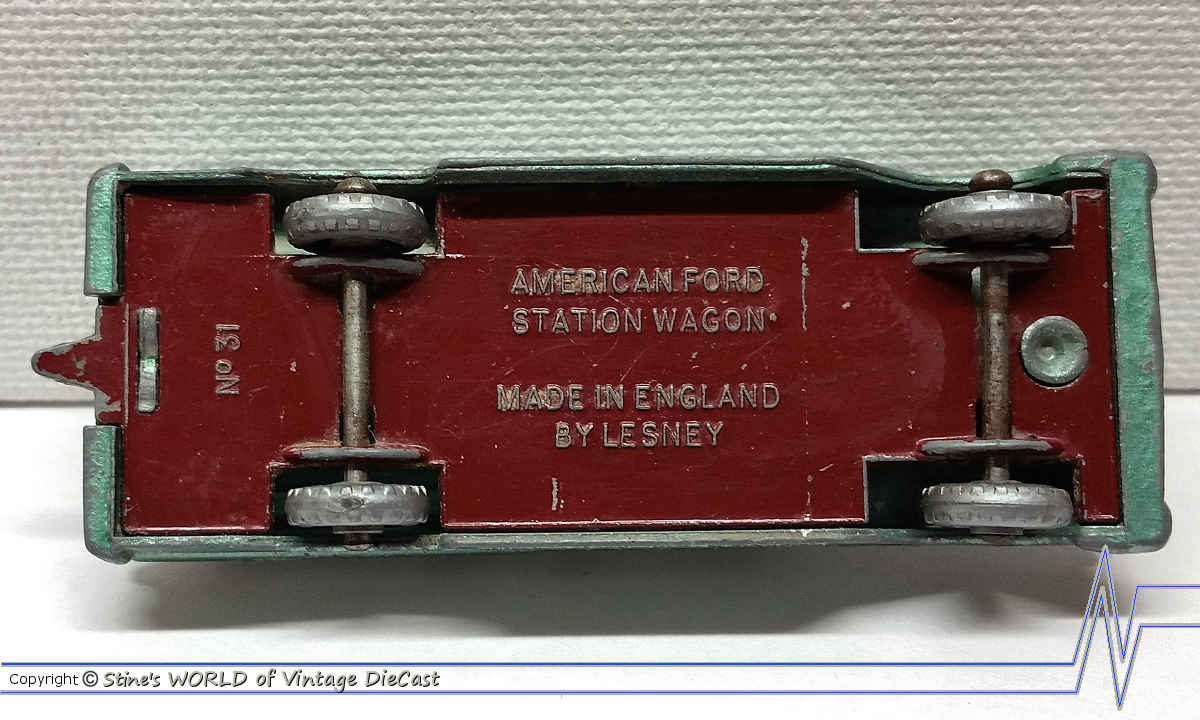 AMERICAN FORD
STATION WAGON
Nº 31
MADE IN ENGLAND
BY LESNEY
Copyright © Stine's WORLD of Vintage DieCast